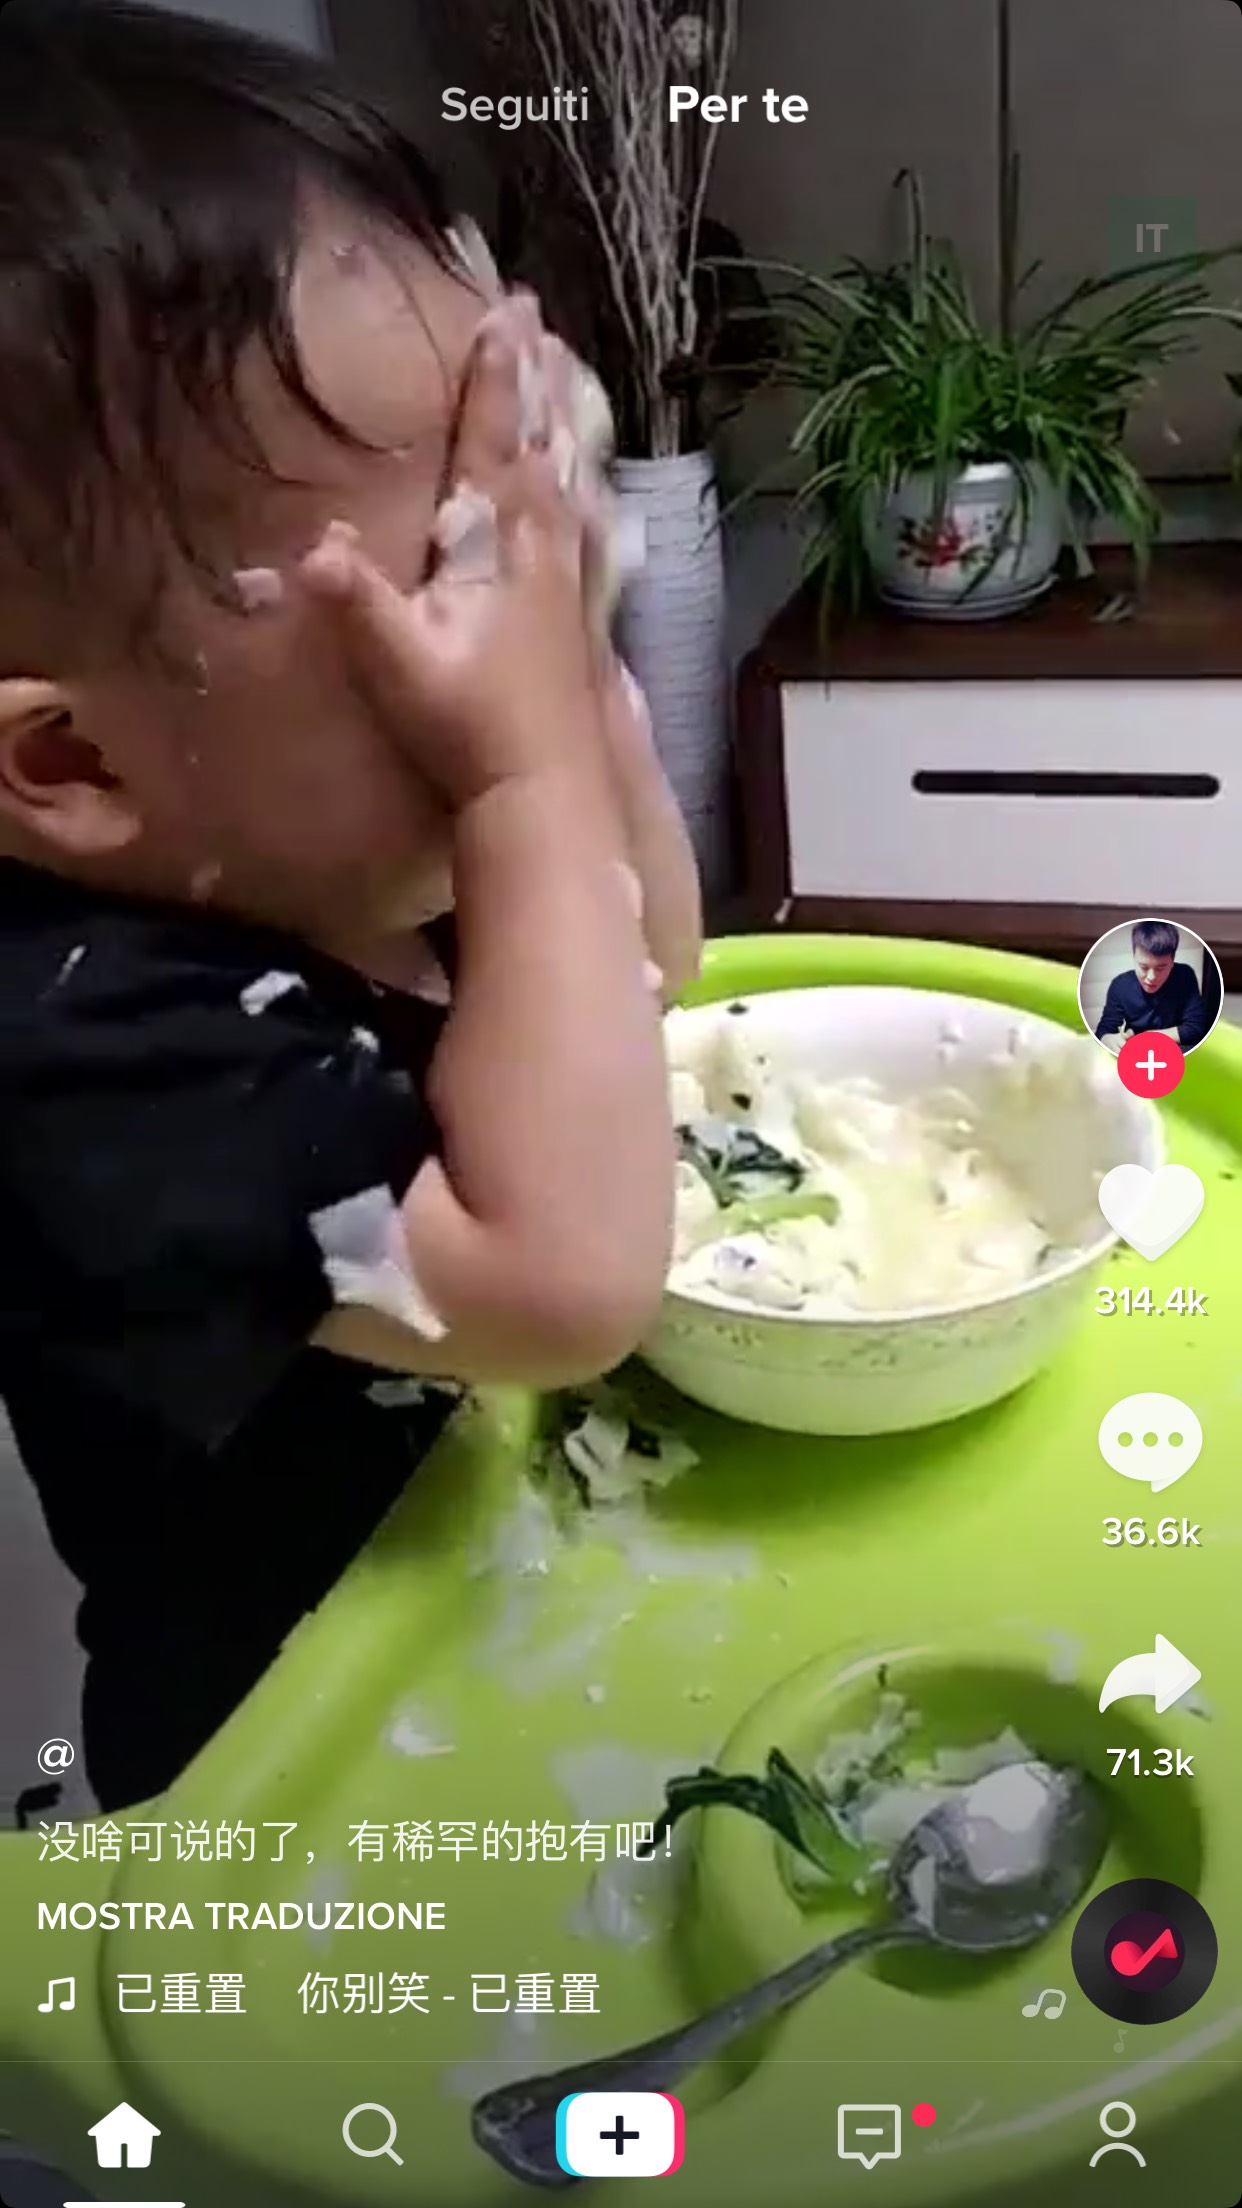 Seguiti Per te
IT
314.4k
36.6k
71.3k
@
没啥可说的了，有稀罕的抱有吧！
MOSTRA TRADUZIONE
已重置 你别笑 - 已重置